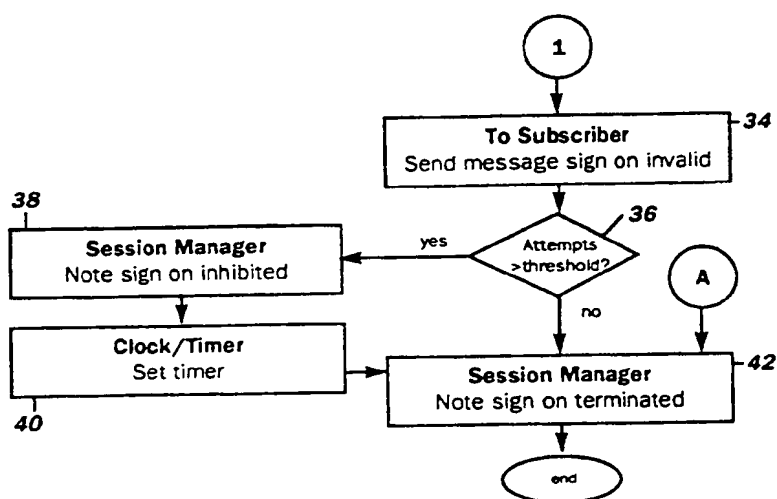 1
34
To Subscriber
Send message sign on invalid
36
Attempts
>threshold?
yes
no
38
Session Manager
Note sign on inhibited
A
Clock/Timer
Set timer
40
42
Session Manager
Note sign on terminated
end